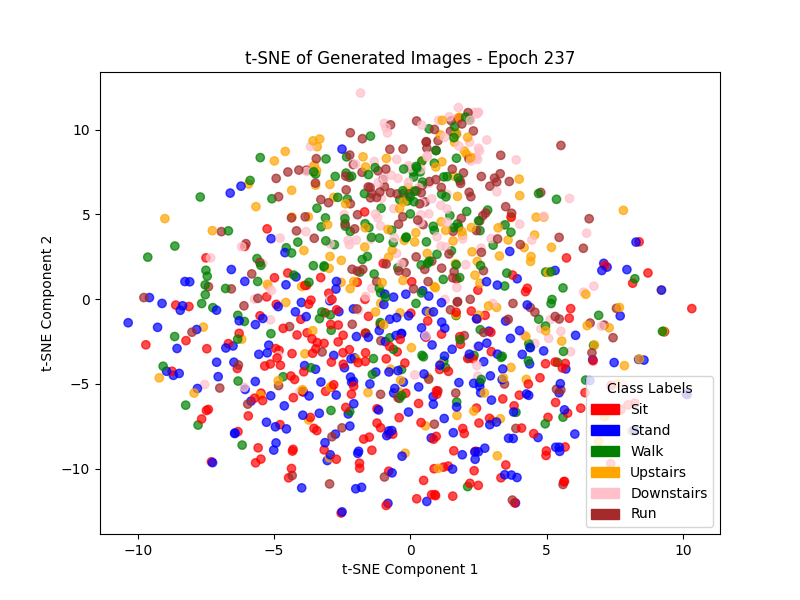 t-SNE of Generated Images - Epoch 237
t-SNE Component 2
10
5
0
−5
−10
Class Labels
Sit
Stand
Walk
Upstairs
Downstairs
Run
−10
−5
0
5
10
t-SNE Component 1